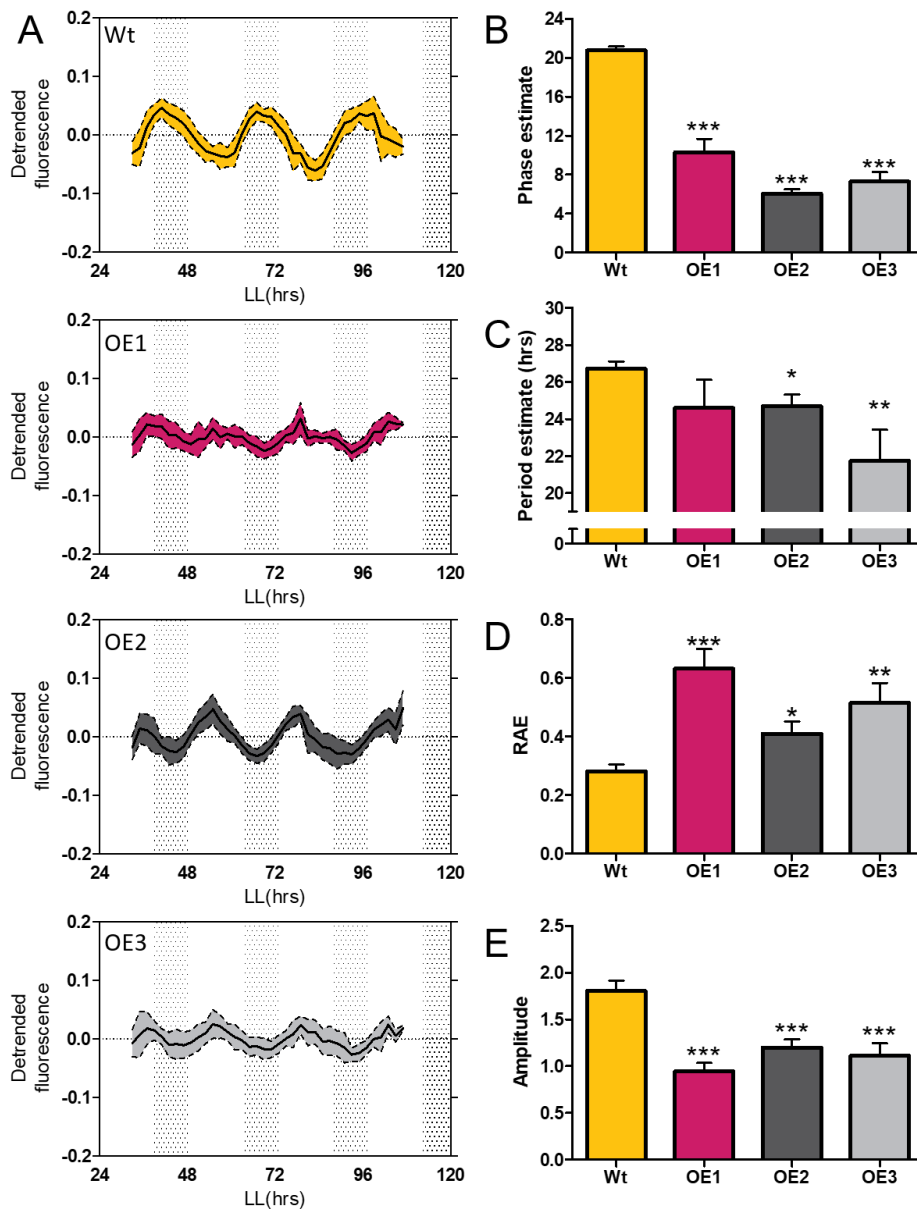 A
Wt
Detrended
fluorescence
0.2
0.1
0.0
-0.1
-0.2
24 48 72 96 120
LL(hrs)
OE1
Detrended
fluorescence
0.2
0.1
0.0
-0.1
-0.2
24 48 72 96 120
LL(hrs)
OE2
Detrended
fluorescence
0.2
0.1
0.0
-0.1
-0.2
24 48 72 96 120
LL(hrs)
OE3
Detrended
fluorescence
0.2
0.1
0.0
-0.1
-0.2
24 48 72 96 120
LL(hrs)
B
Phase estimate
24
20
16
12
8
4
0
*** *** ***
Wt OE1 OE2 OE3
C
Period estimate (hrs)
30
28
26
24
22
20
0
* **
Wt OE1 OE2 OE3
D
RAE
0.8
0.6
0.4
0.2
0.0
*** * **
Wt OE1 OE2 OE3
E
Amplitude
2.5
2.0
1.5
1.0
0.5
0.0
*** *** ***
Wt OE1 OE2 OE3